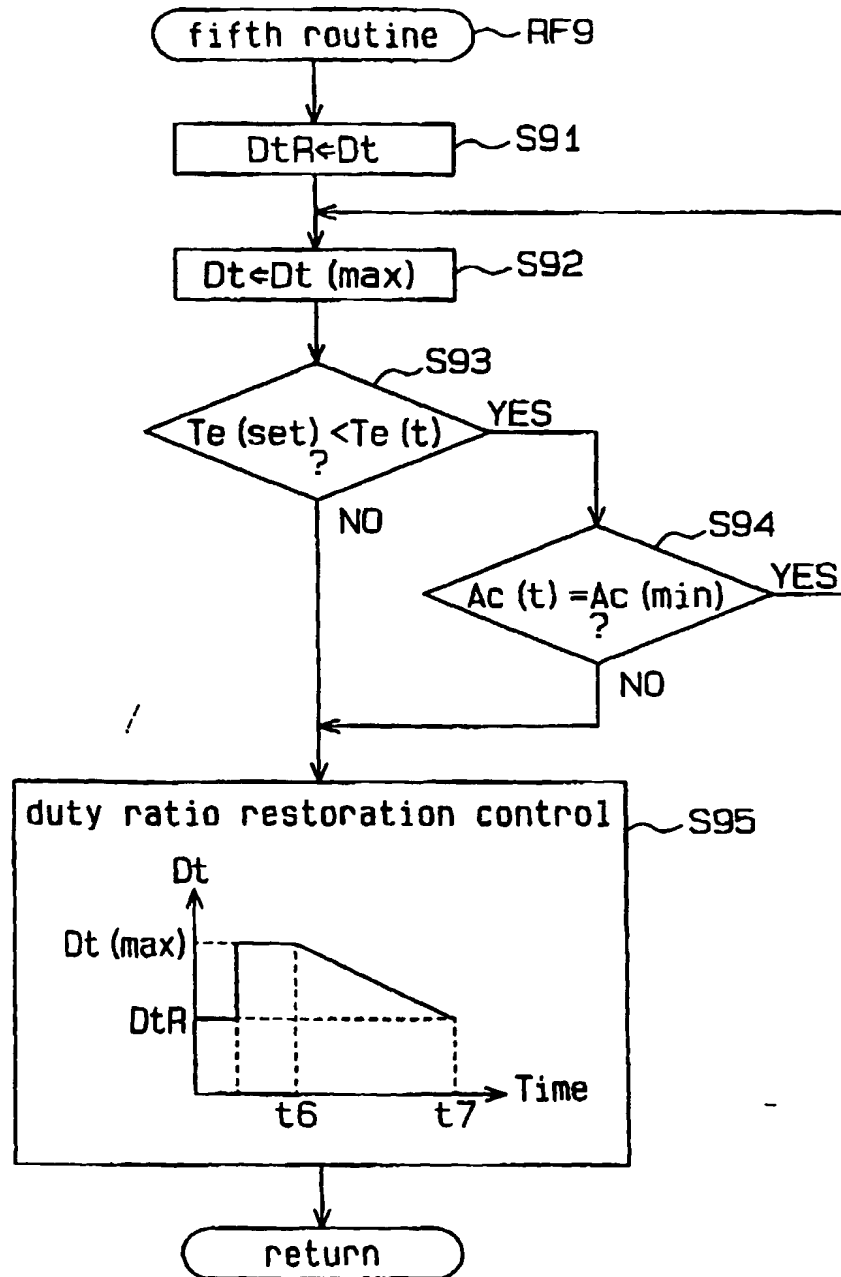 fifth routine
RF9
DtR⇐Dt
S91
Dt⇐Dt (max)
S92
S93
Te (set) <Te (t)
?
YES
NO
S94
Ac (t) =Ac (min)
?
YES
NO
duty ratio restoration control
S95
Dt
Dt (max)
DtR
Time
t6
t7
return